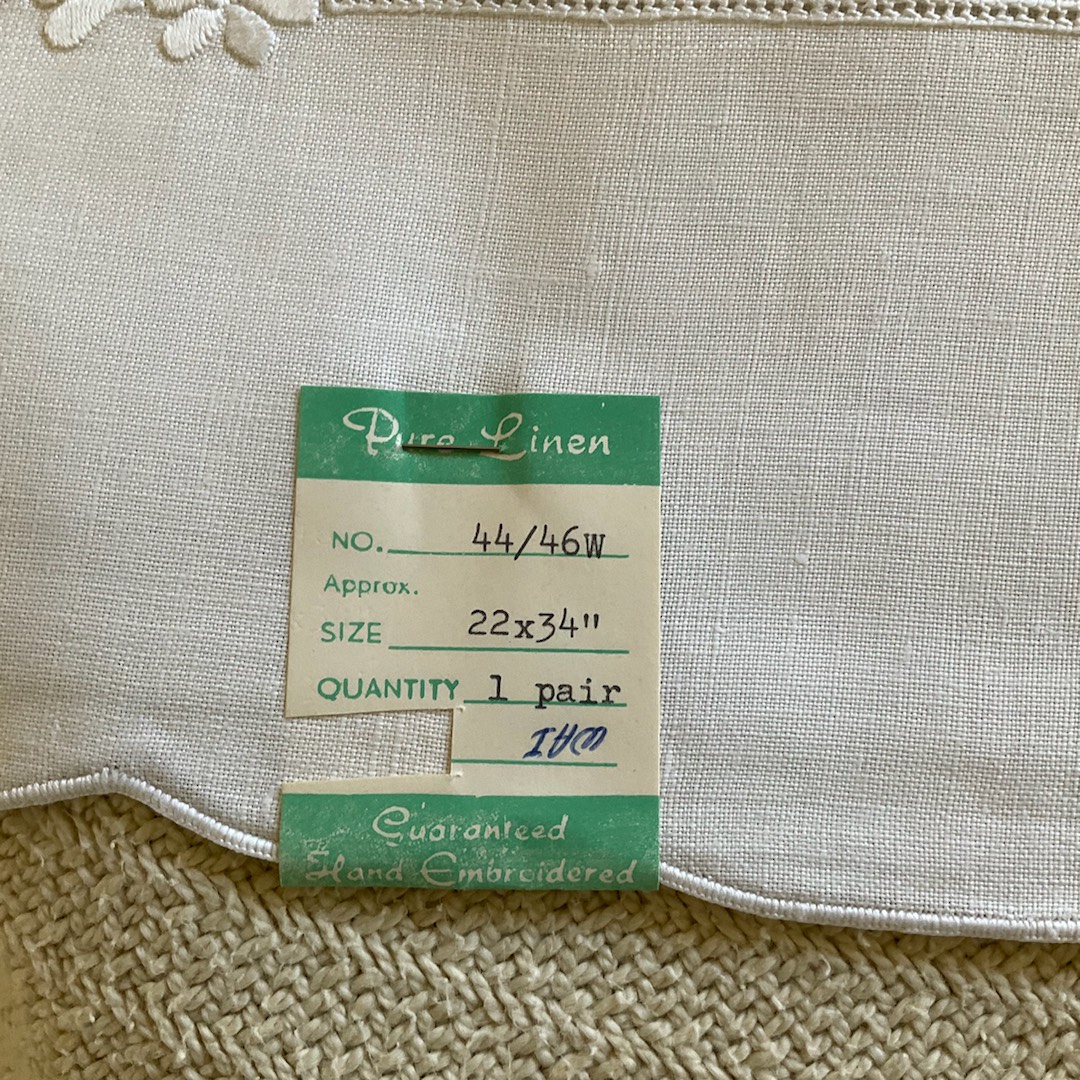 Pure Linen
NO. 44/46W
Approx.
SIZE 22x34"
QUANTITY 1 pair
Guaranteed
Hand Embroidered